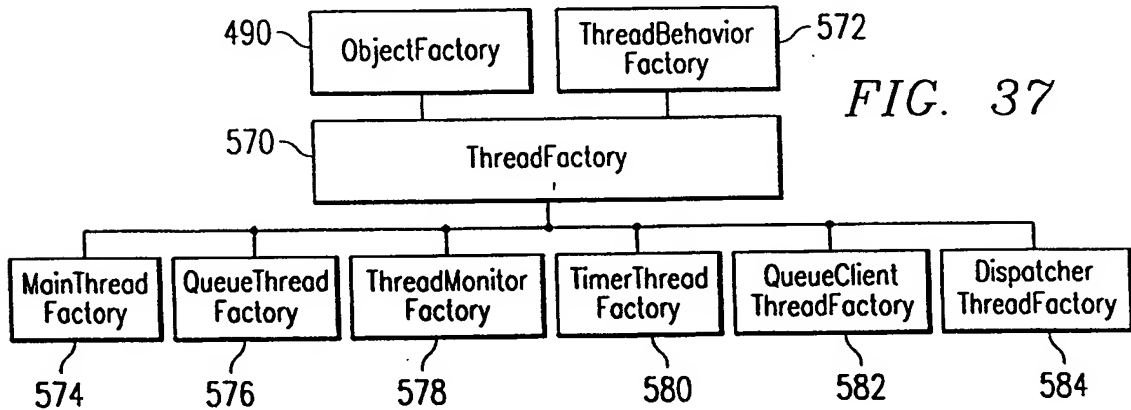 490
ObjectFactory
ThreadBehavior
Factory
572
FIG. 37
570
ThreadFactory
MainThread
Factory
QueueThread
Factory
ThreadMonitor
Factory
TimerThread
Factory
QueueClient
ThreadFactory
Dispatcher
ThreadFactory
574
576
578
580
582
584